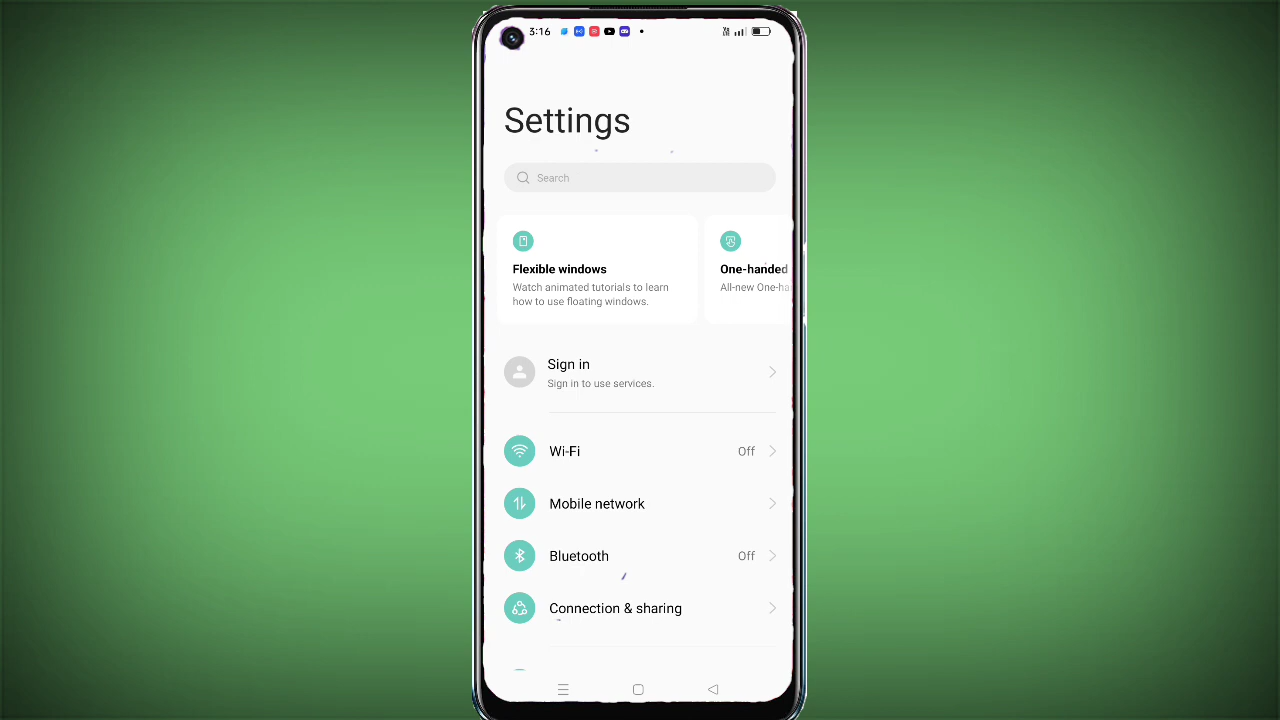 3:16
Settings
Search
Flexible windows
Watch animated tutorials to learn
how to use floating windows.
One-handed
All-new One-ha
Sign in
Sign in to use services.
Wi-Fi Off
Mobile network
Bluetooth Off
Connection & sharing